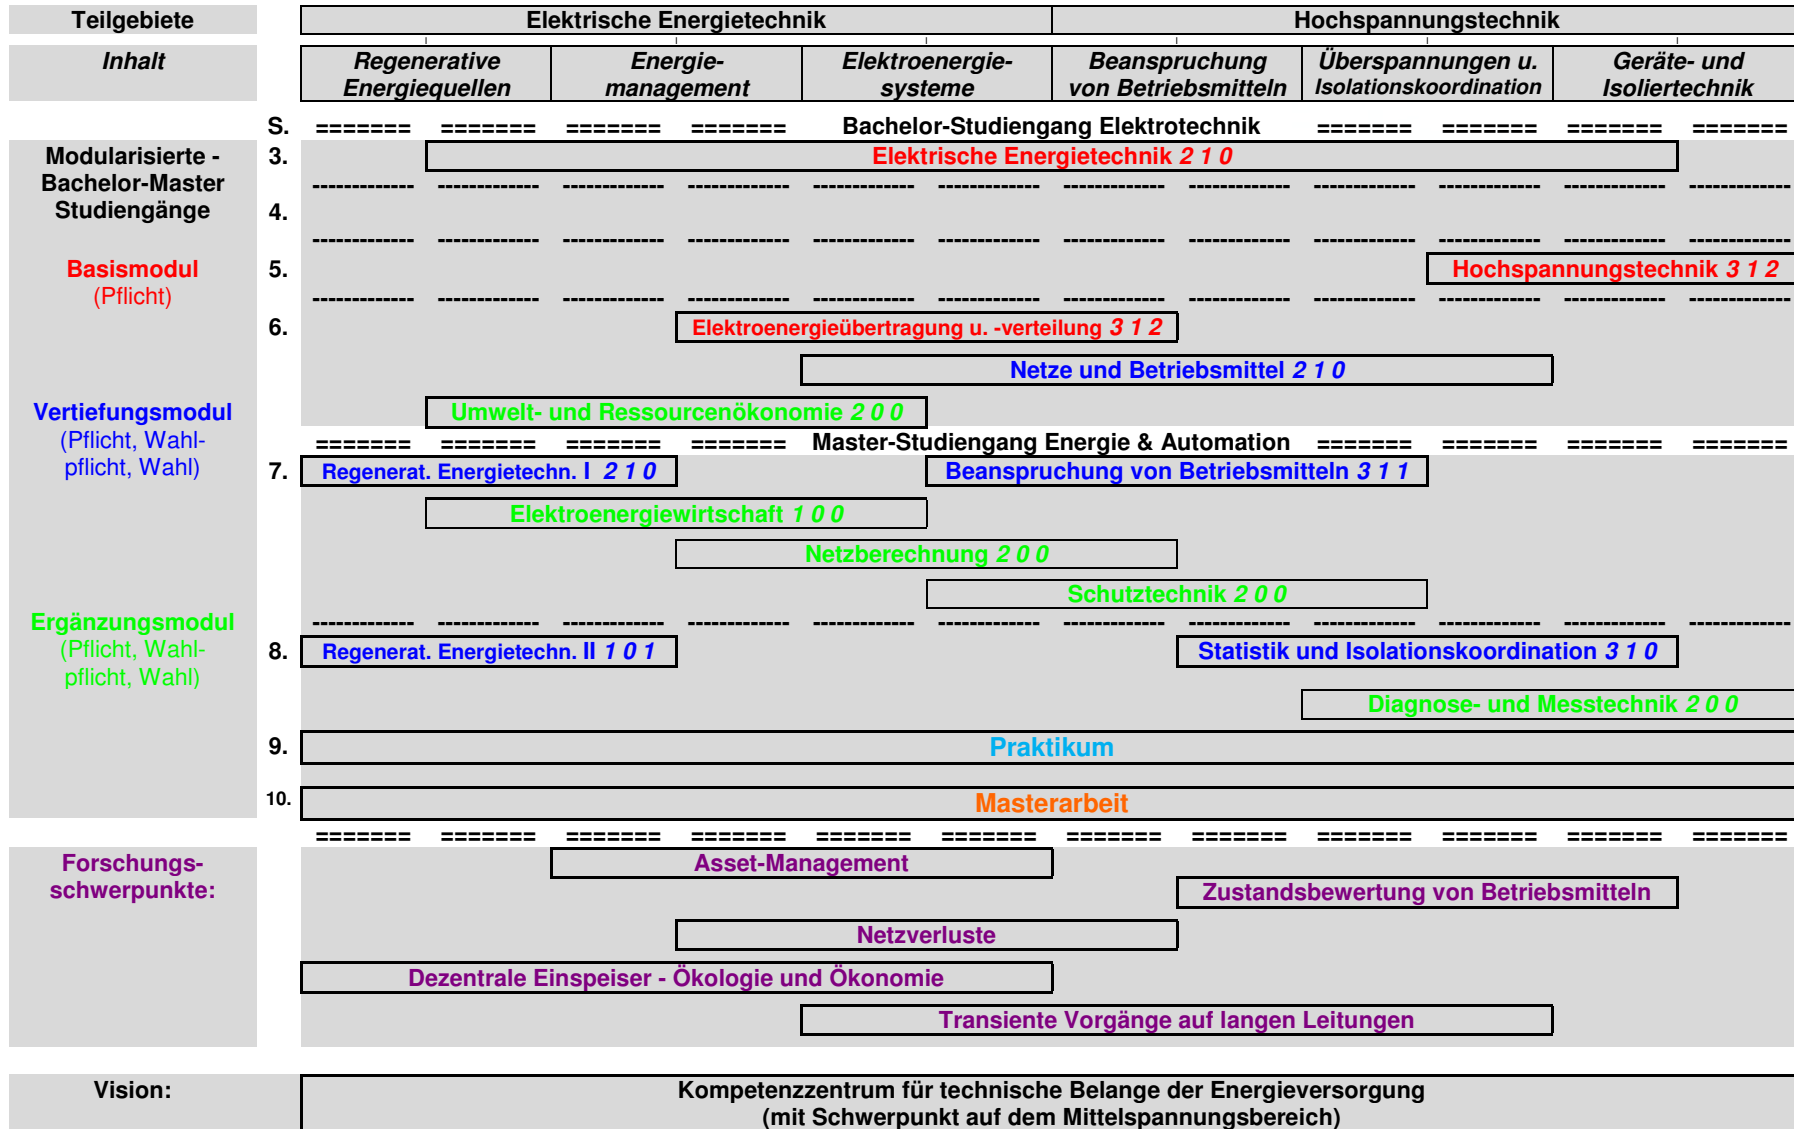 Teilgebiete Elektrische Energietechnik Hochspannungstechnik
Inhalt
Regenerative Energie- Elektroenergie- Beanspruchung Überspannungen u. Geräte- und
Energiequellen management systeme von Betriebsmitteln Isolationskoordination Isoliertechnik
S. ======= ======= ======= ======= Bachelor-Studiengang Elektrotechnik ======= ======= ======= =======
Modularisierte - 3. Elektrische Energietechnik 2 1 0
Bachelor-Master
Studiengänge 4.
Basismodul 5. Hochspannungstechnik 3 1 2
(Pflicht)
6. Elektroenergieübertragung u. -verteilung 3 1 2
Netze und Betriebsmittel 2 1 0
Vertiefungsmodul Umwelt- und Ressourcenökonomie 2 0 0
(Pflicht, Wahl- ======= ======= ======= ======= Master-Studiengang Energie & Automation ======= ======= ======= =======
pflicht, Wahl) 7. Regenerat. Energietechn. I 2 1 0 Beanspruchung von Betriebsmitteln 3 1 1
Elektroenergiewirtschaft 1 0 0
Netzberechnung 2 0 0
Schutztechnik 2 0 0
Ergänzungsmodul
(Pflicht, Wahl- 8. Regenerat. Energietechn. II 1 0 1 Statistik und Isolationskoordination 3 1 0
pflicht, Wahl)
Diagnose- und Messtechnik 2 0 0
9. Praktikum
10. Masterarbeit
======= ======= ======= ======= ======= ======= ======= ======= ======= ======= ======= =======
Forschungs- Asset-Management
schwerpunkte: Zustandsbewertung von Betriebsmitteln
Netzverluste
Dezentrale Einspeiser - Ökologie und Ökonomie
Transiente Vorgänge auf langen Leitungen
Vision: Kompetenzzentrum für technische Belange der Energieversorgung
(mit Schwerpunkt auf dem Mittelspannungsbereich)